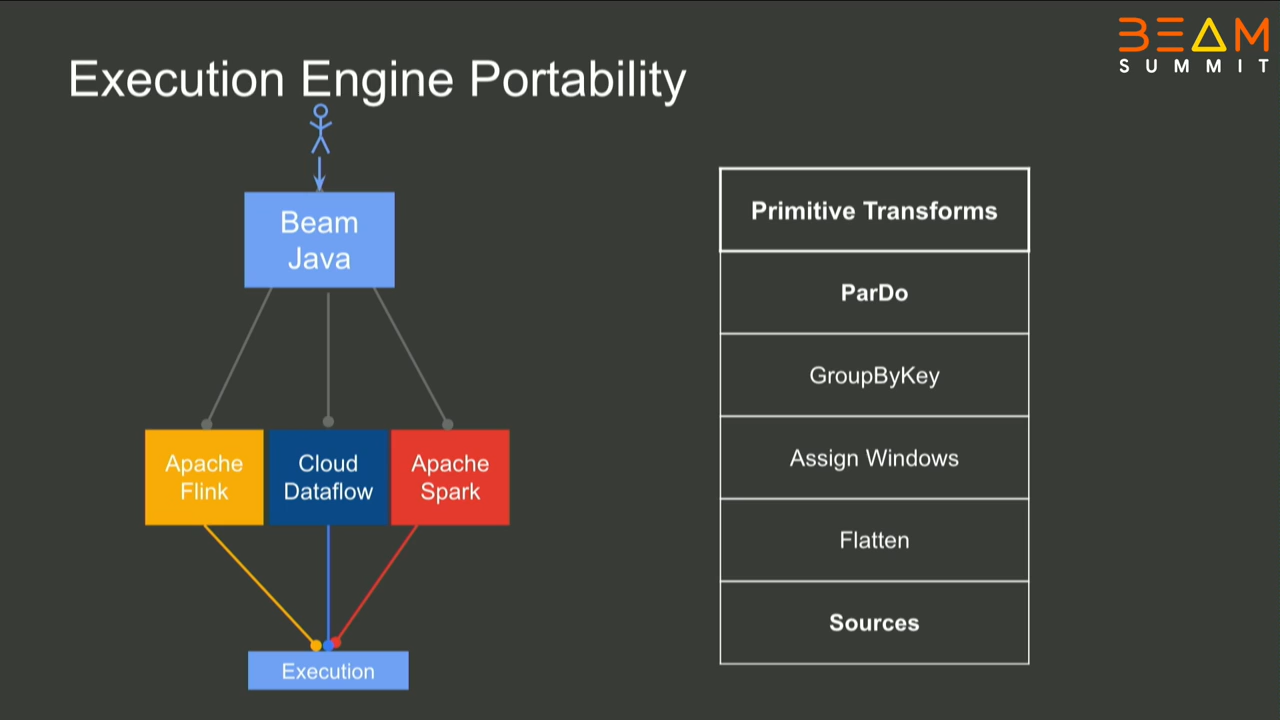 BEAM
SUMMIT
Execution Engine Portability
Beam
Java
Apache
Flink
Cloud
Dataflow
Apache
Spark
Execution
Primitive Transforms
ParDo
GroupByKey
Assign Windows
Flatten
Sources